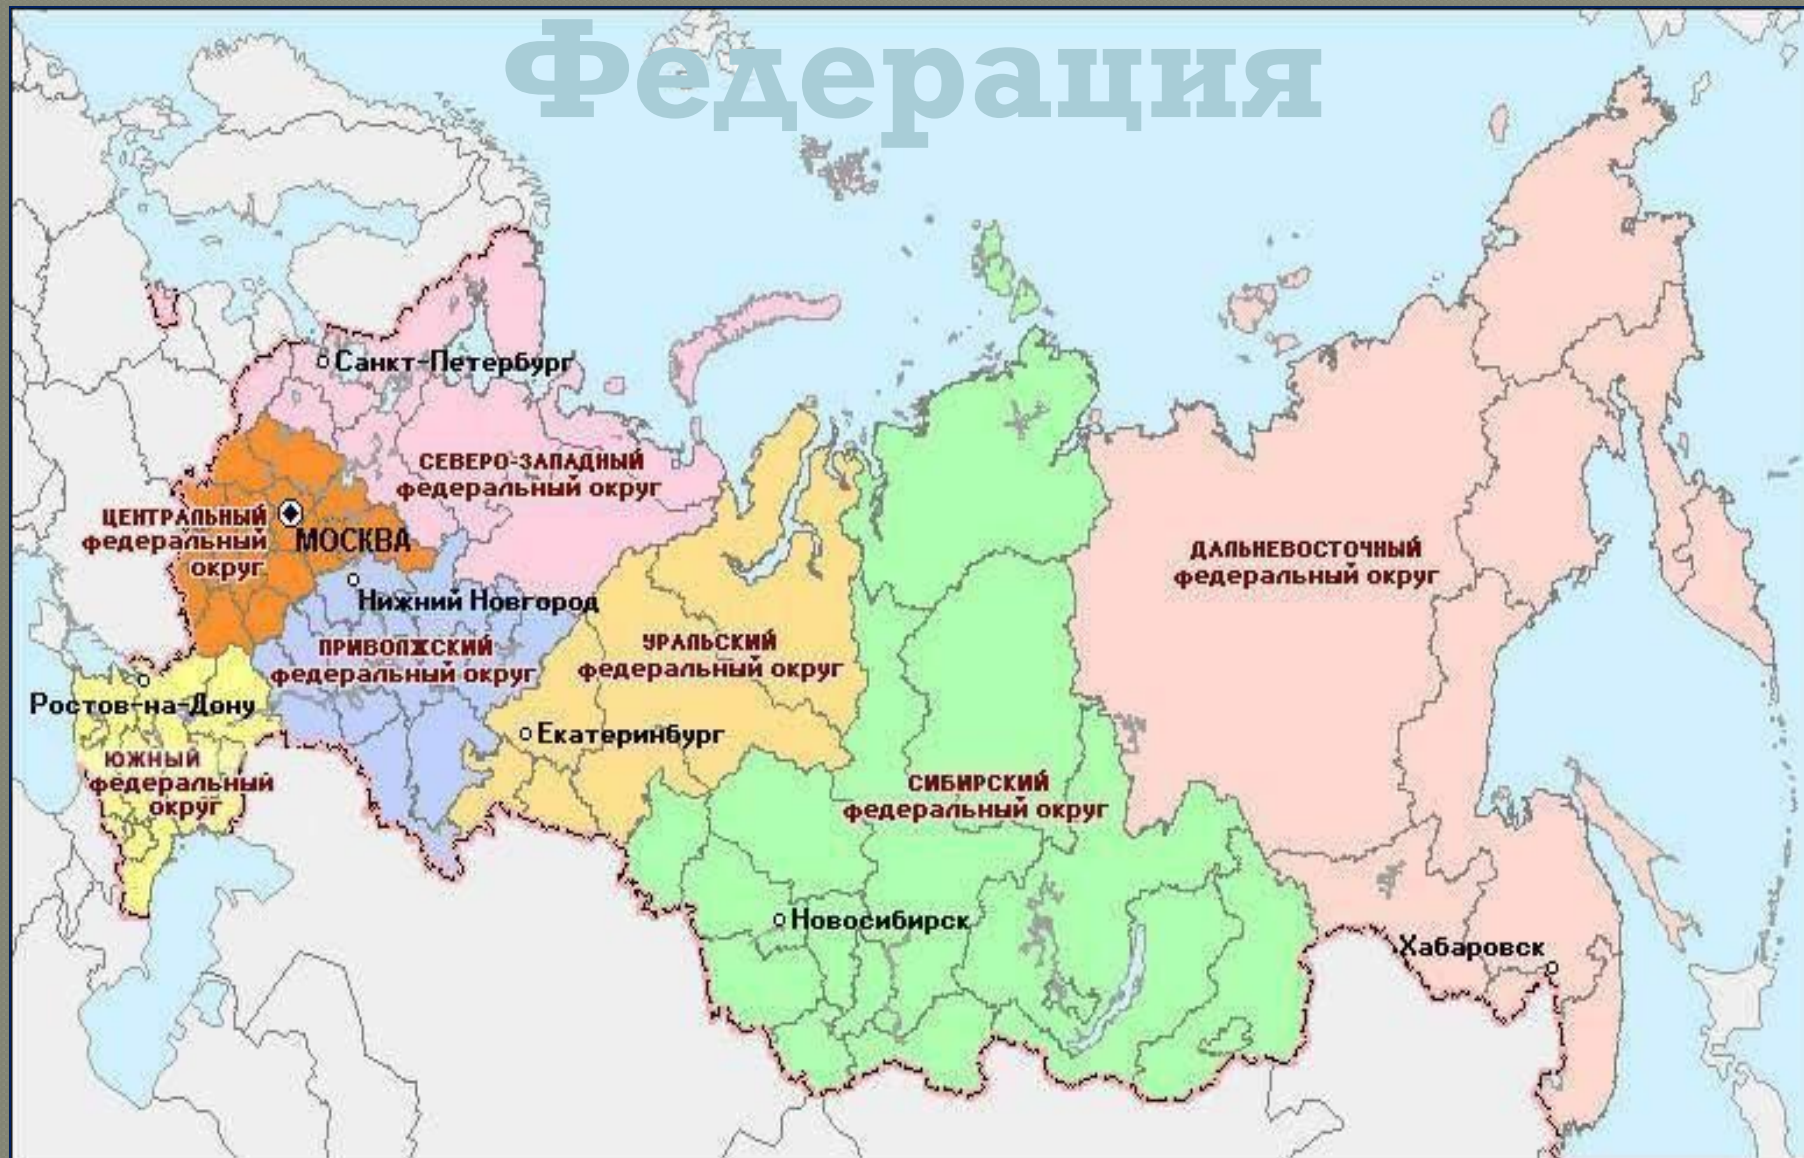 Федерация
Санкт-Петербург
СЕВЕРО-ЗАПАДНЫЙ
федеральный округ
ЦЕНТРАЛЬНЫЙ
федеральный
округ
МОСКВА
ДАЛЬНЕВОСТОЧНЫЙ
федеральный округ
Нижний Новгород
ПРИВОЛЖСКИЙ
федеральный округ
УРАЛЬСКИЙ
федеральный округ
Ростов-на-Дону
Екатеринбург
ЮЖНЫЙ
федеральный
округ
СИБИРСКИЙ
федеральный округ
Новосибирск
Хабаровск